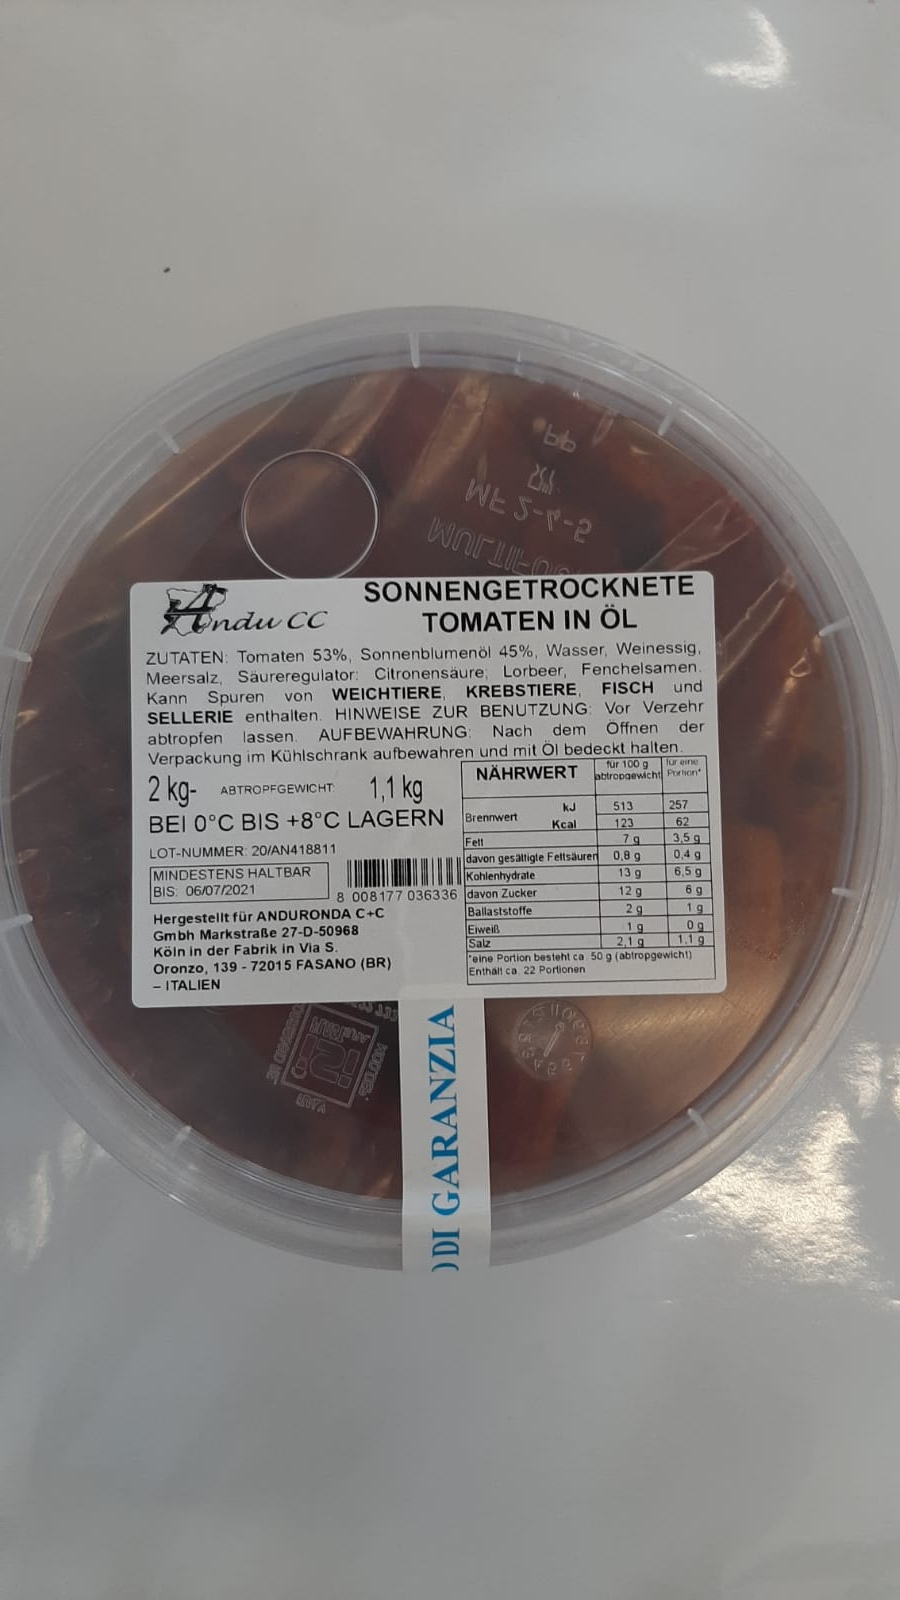 PP
WE 2-4-5
Andu CC
SONNENGETROCKNETE
TOMATEN IN ÖL
ZUTATEN: Tomaten 53%, Sonnenblumenöl 45%, Wasser, Weinessig,
Meersalz, Säureregulator: Citronensäure; Lorbeer, Fenchelsamen.
Kann Spuren von WEICHTIERE, KREBSTIERE, FISCH und
SELLERIE enthalten. HINWEISE ZUR BENUTZUNG: Vor Verzehr
abtropfen lassen. AUFBEWAHRUNG: Nach dem Öffnen der
Verpackung im Kühlschrank aufbewahren und mit Öl bedeckt halten.
2 kg- ABTROPFGEWICHT: 1,1 kg
BEI 0°C BIS +8°C LAGERN
LOT-NUMMER: 20/AN418811
MINDESTENS HALTBAR
BIS: 06/07/2021
8 008177 036336
Hergestellt für ANDURONDA C+C
Gmbh Markstraße 27-D-50968
Köln in der Fabrik in Via S.
Oronzo, 139 - 72015 FASANO (BR)
– ITALIEN
NÄHRWERT für 100 g abtropgewicht für eine Portion*
Brennwert kJ 513 257
Kcal 123 62
Fett 7 g 3,5 g
davon gesättigte Fettsäuren 0,8 g 0,4 g
Kohlenhydrate 13 g 6,5 g
davon Zucker 12 g 6 g
Ballaststoffe 2 g 1 g
Eiweiß 1 g 0 g
Salz 2,1 g 1,1 g
*eine Portion besteht ca. 50 g (abtropgewicht)
Enthält ca. 22 Portionen
DI GARANZIA